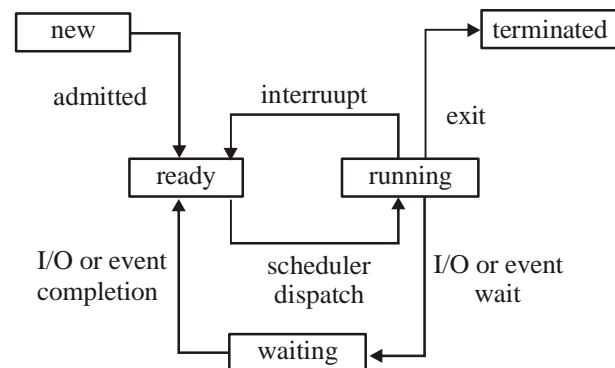 new
terminated
admitted
interruupt
exit
ready
running
I/O or event
completion
scheduler
dispatch
I/O or event
wait
waiting